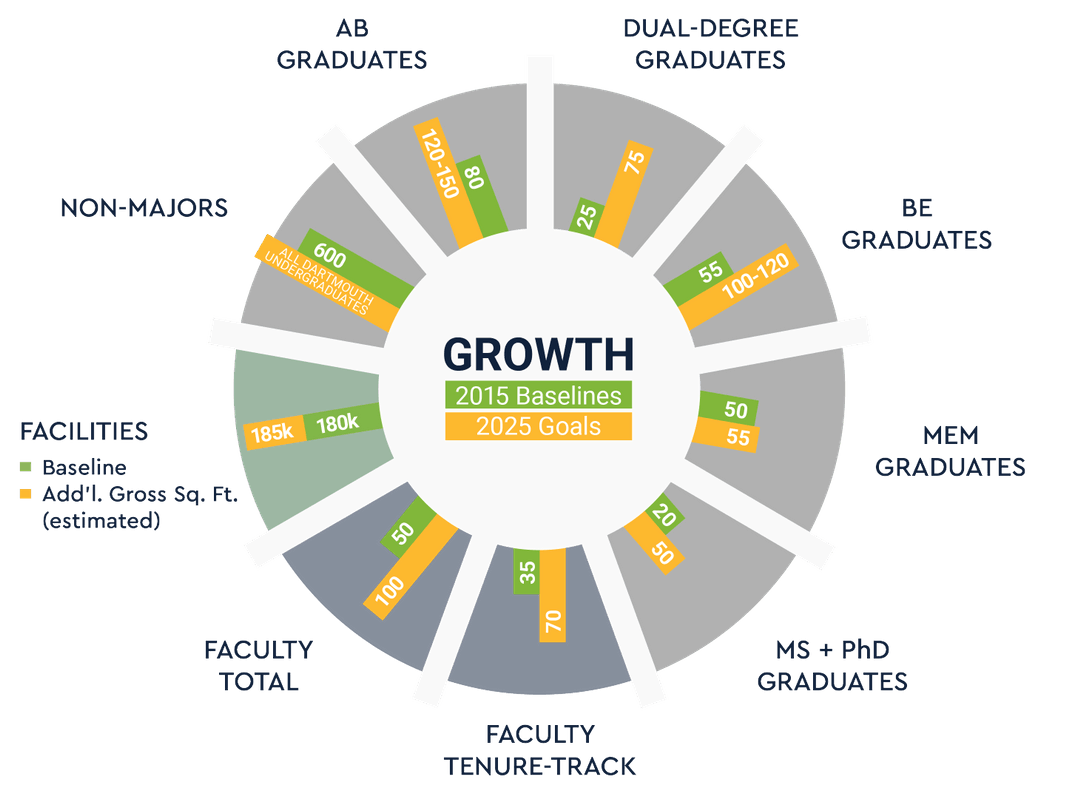 AB
GRADUATES
DUAL-DEGREE
GRADUATES
120-150
80
25
75
NON-MAJORS
BE
GRADUATES
600
ALL DARTMOUTH
UNDERGRADUATES
55
100-120
GROWTH
2015 Baselines
2025 Goals
FACILITIES
Baseline
Add'l. Gross Sq. Ft.
(estimated)
185k
180k
50
55
MEM
GRADUATES
20
50
MS + PhD
GRADUATES
50
100
FACULTY
TOTAL
35
70
FACULTY
TENURE-TRACK